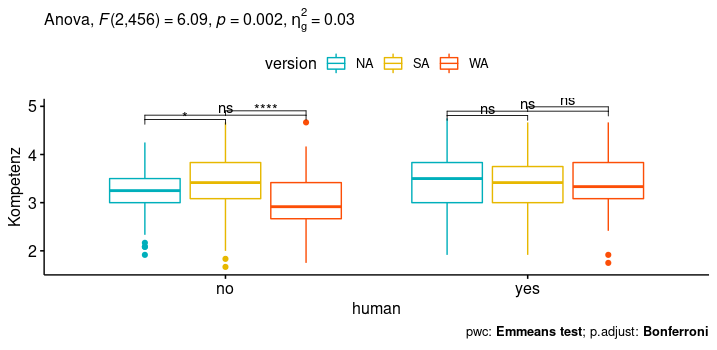 Anova, F(2,456) = 6.09, p = 0.002, η²g = 0.03
version NA SA WA
5
4
3
2
Kompetenz
* ns ****
ns ns ns
no yes
human
pwc: Emmeans test; p.adjust: Bonferroni